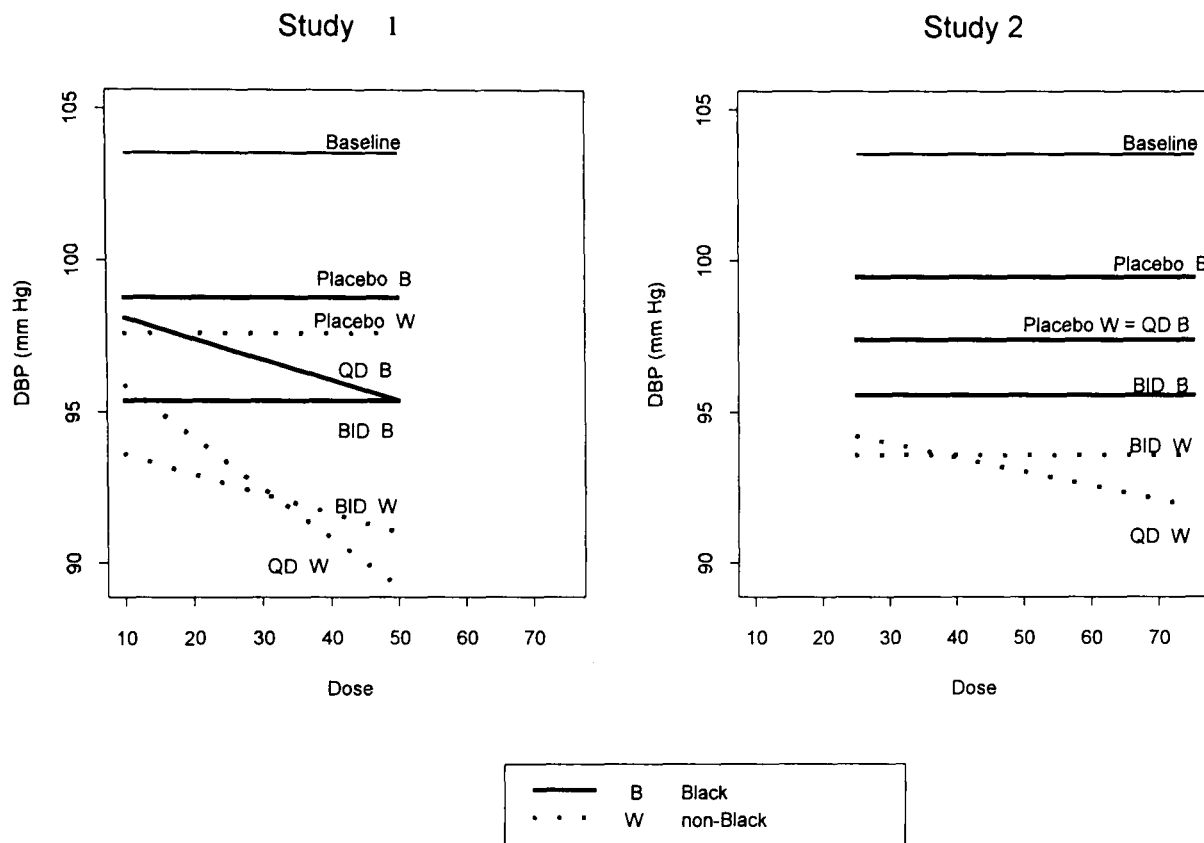 Study 1
105
100
95
90
DBP (mm Hg)
Baseline
Placebo B
Placebo W
QD B
BID B
BID W
QD W
10 20 30 40 50 60 70
Dose
Study 2
105
100
95
90
DBP (mm Hg)
Baseline
Placebo B
Placebo W = QD B
BID B
BID W
QD W
10 20 30 40 50 60 70
Dose
B Black
W non-Black